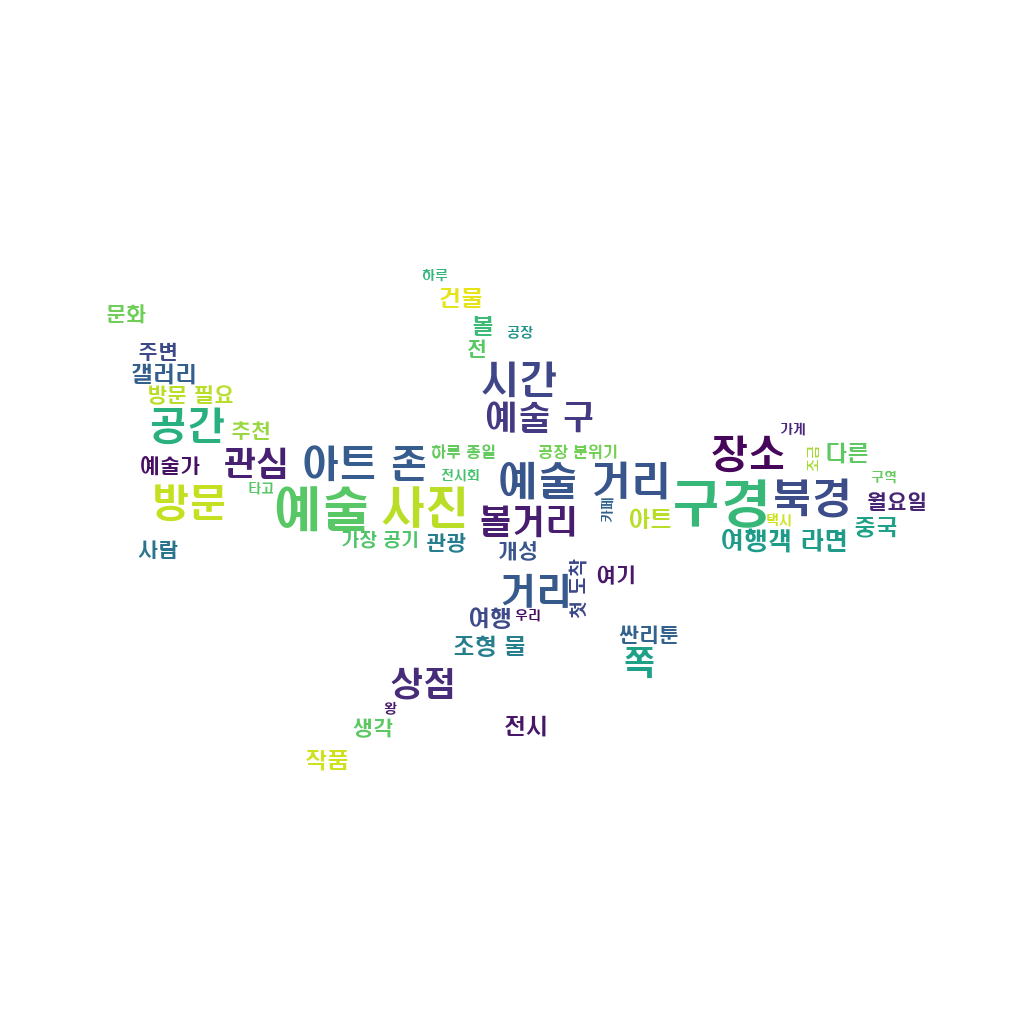 하루
건물
문화
볼
공장
전
주변
갤러리
시간
방문 필요
공간
예술 구
추천
가게
예술가
관심
아트 존
하루 종일
공장 분위기
장소
조금
다른
전시회
예술 거리
구역
방문
타고
예술
사진
볼거리
카페
아트
구경
택시
북경
월요일
사람
가장 공기
관광
개성
여행객 라면
중국
거리
첫 도착
여기
여행
우리
조형 물
싼리툰
쪽
상점
왕
생각
전시
작품